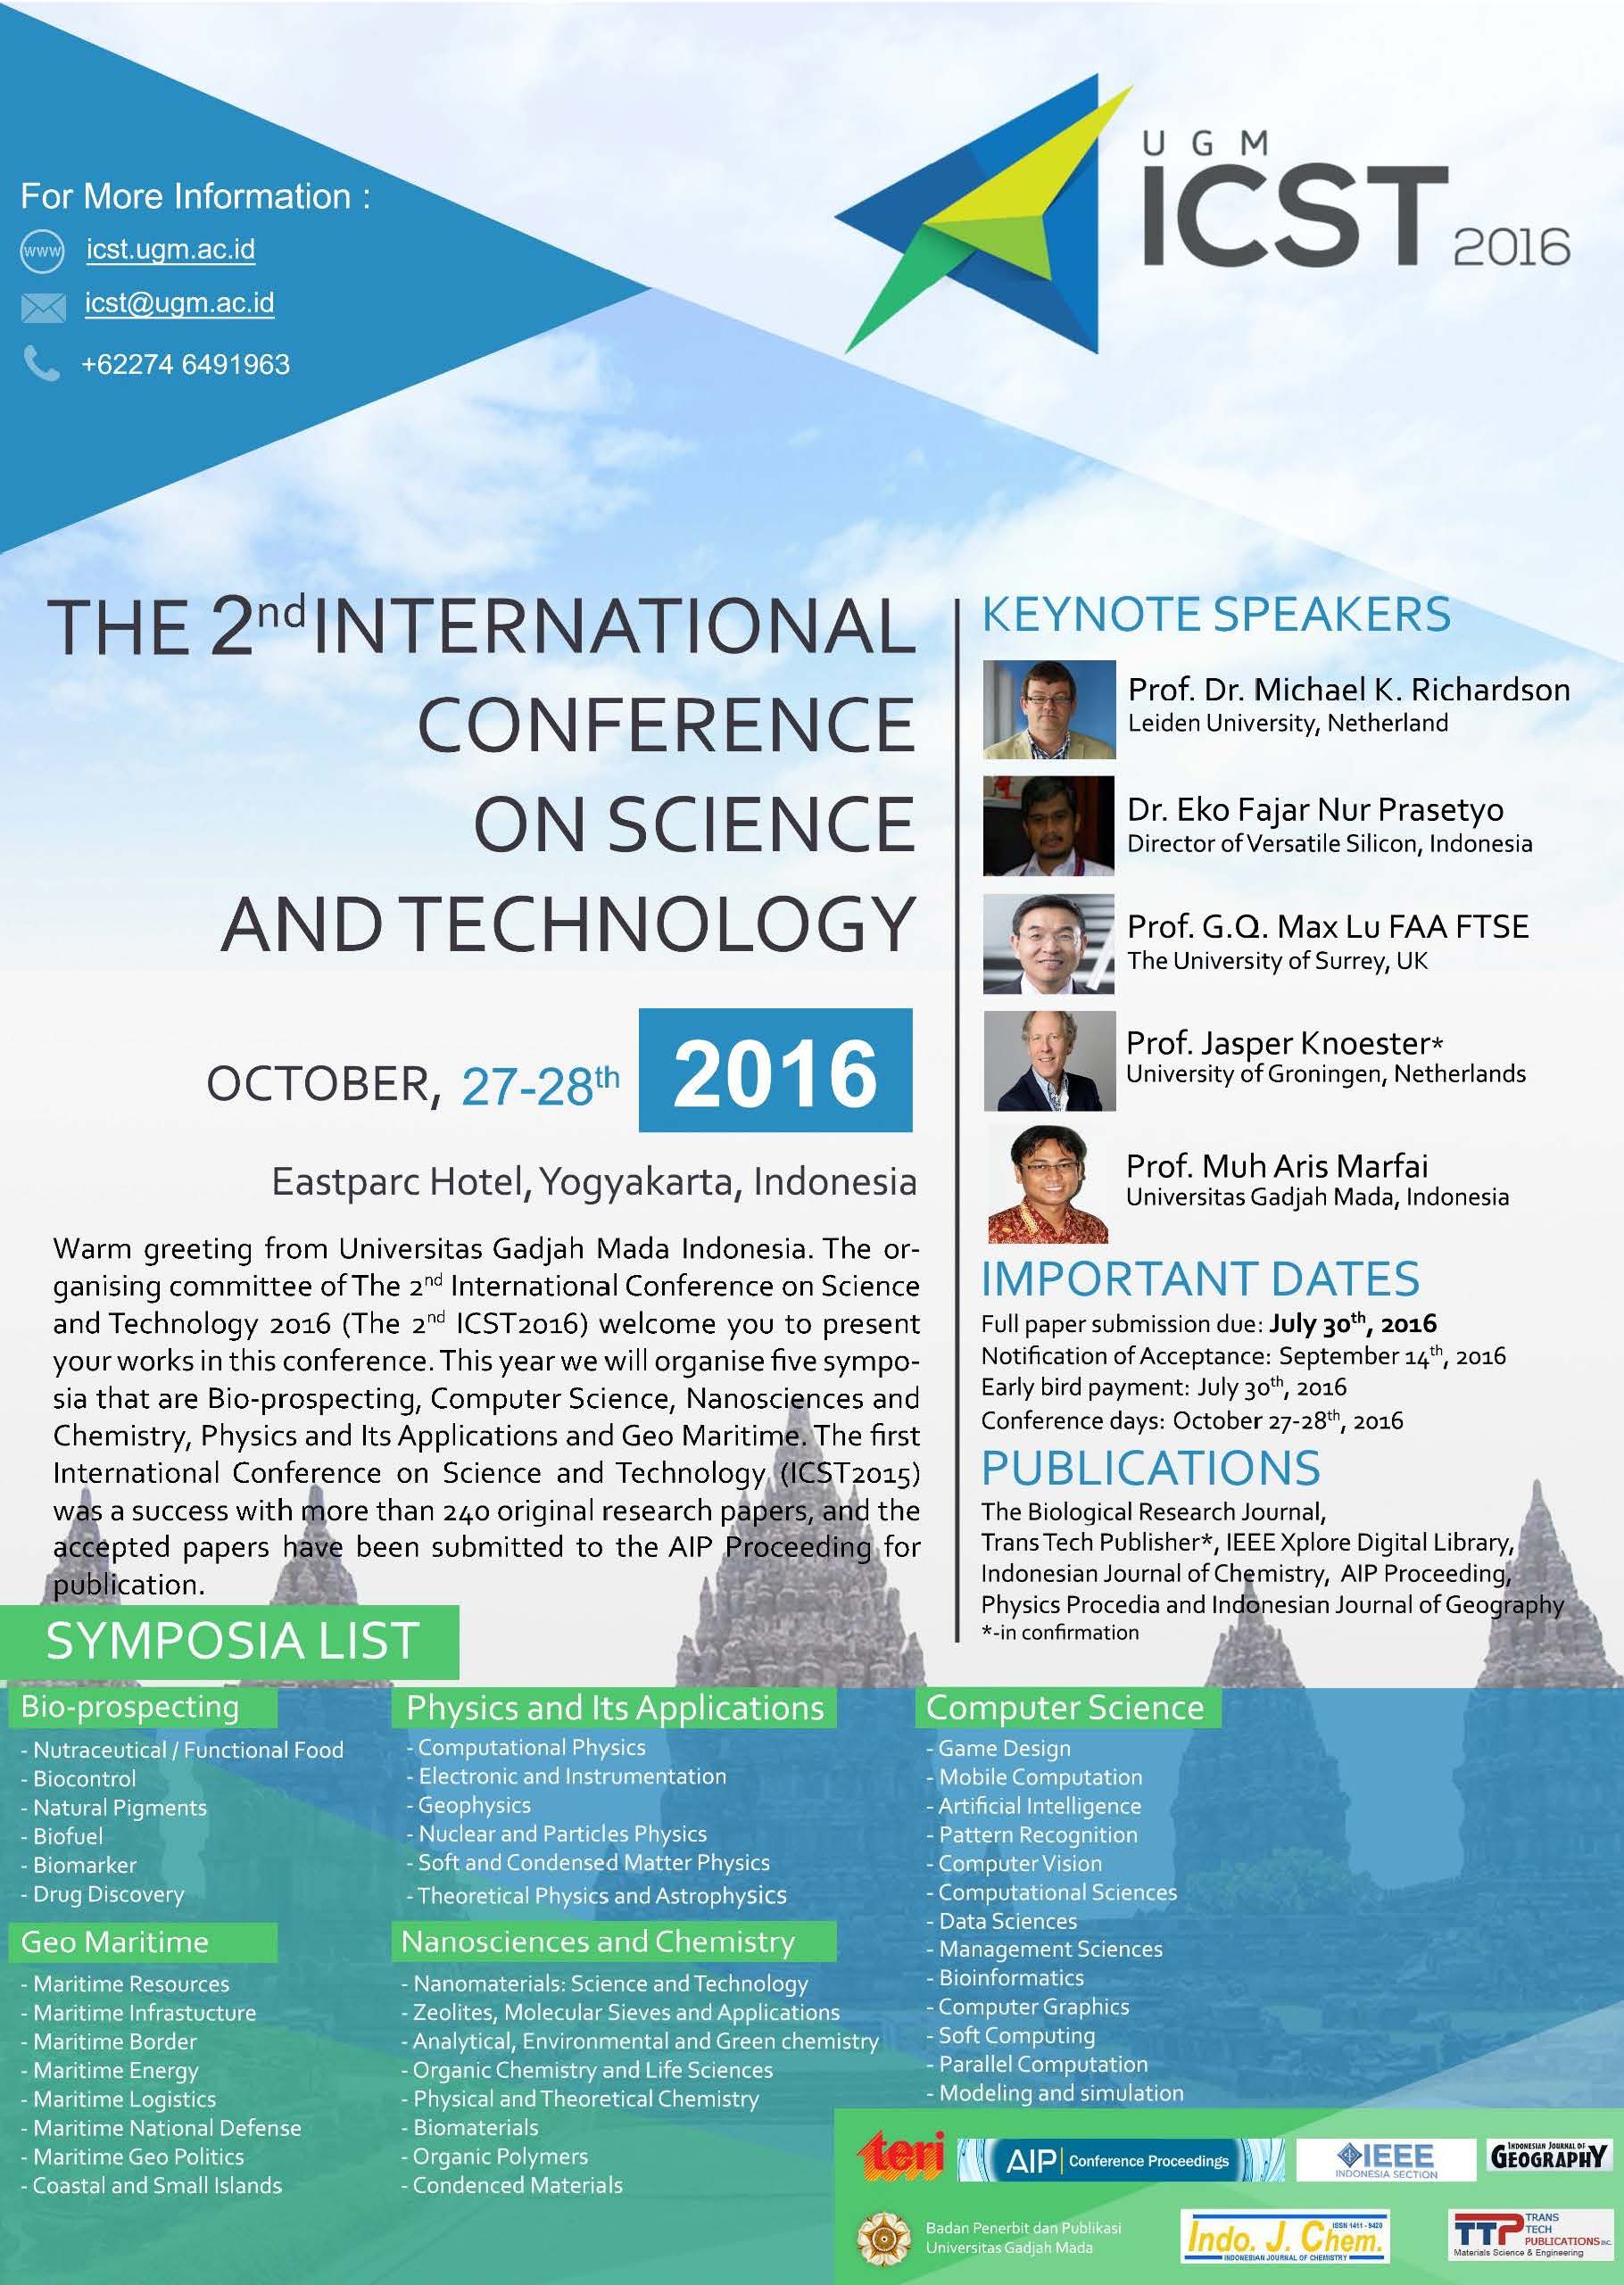 For More Information :
www
icst.ugm.ac.id
icst@ugm.ac.id
+62274 6491963
UGM
ICST 2016
THE 2nd INTERNATIONAL
CONFERENCE
ON SCIENCE
AND TECHNOLOGY
OCTOBER, 27-28th 2016
Eastparc Hotel, Yogyakarta, Indonesia
Warm greeting from Universitas Gadjah Mada Indonesia. The or-
ganising committee of The 2nd International Conference on Science
and Technology 2016 (The 2nd ICST2016) welcome you to present
your works in this conference. This year we will organise five sympo-
sia that are Bio-prospecting, Computer Science, Nanosciences and
Chemistry, Physics and Its Applications and Geo Maritime. The first
International Conference on Science and Technology (ICST2015)
was a success with more than 240 original research papers, and the
accepted papers have been submitted to the AIP Proceeding for
publication.
KEYNOTE SPEAKERS
Prof. Dr. Michael K. Richardson
Leiden University, Netherland
Dr. Eko Fajar Nur Prasetyo
Director of Versatile Silicon, Indonesia
Prof. G.Q. Max Lu FAA FTSE
The University of Surrey, UK
Prof. Jasper Knoester*
University of Groningen, Netherlands
Prof. Muh Aris Marfai
Universitas Gadjah Mada, Indonesia
IMPORTANT DATES
Full paper submission due: July 30th, 2016
Notification of Acceptance: September 14th, 2016
Early bird payment: July 30th, 2016
Conference days: October 27-28th, 2016
PUBLICATIONS
The Biological Research Journal,
Trans Tech Publisher*, IEEE Xplore Digital Library,
Indonesian Journal of Chemistry, AIP Proceeding,
Physics Procedia and Indonesian Journal of Geography
*-in confirmation
SYMPOSIA LIST
Bio-prospecting
- Nutraceutical / Functional Food
- Biocontrol
- Natural Pigments
- Biofuel
- Biomarker
- Drug Discovery
Geo Maritime
- Maritime Resources
- Maritime Infrastucture
- Maritime Border
- Maritime Energy
- Maritime Logistics
- Maritime National Defense
- Maritime Geo Politics
- Coastal and Small Islands
Physics and Its Applications
- Computational Physics
- Electronic and Instrumentation
- Geophysics
- Nuclear and Particles Physics
- Soft and Condensed Matter Physics
- Theoretical Physics and Astrophysics
Nanosciences and Chemistry
- Nanomaterials: Science and Technology
- Zeolites, Molecular Sieves and Applications
- Analytical, Environmental and Green chemistry
- Organic Chemistry and Life Sciences
- Physical and Theoretical Chemistry
- Biomaterials
- Organic Polymers
- Condenced Materials
Computer Science
- Game Design
- Mobile Computation
- Artificial Intelligence
- Pattern Recognition
- Computer Vision
- Computational Sciences
- Data Sciences
- Management Sciences
- Bioinformatics
- Computer Graphics
- Soft Computing
- Parallel Computation
- Modeling and simulation
teri
AIP | Conference Proceedings
IEEE
INDONESIA SECTION
INDONESIAN JOURNAL OF
GEOGRAPHY
Badan Penerbit dan Publikasi
Universitas Gadjah Mada
ISSN 1411 - 9420
Indo. J. Chem.
INDONESIAN JOURNAL OF CHEMISTRY
TTP
TRANS
TECH
PUBLICATIONS INC.
Materials Science & Engineering